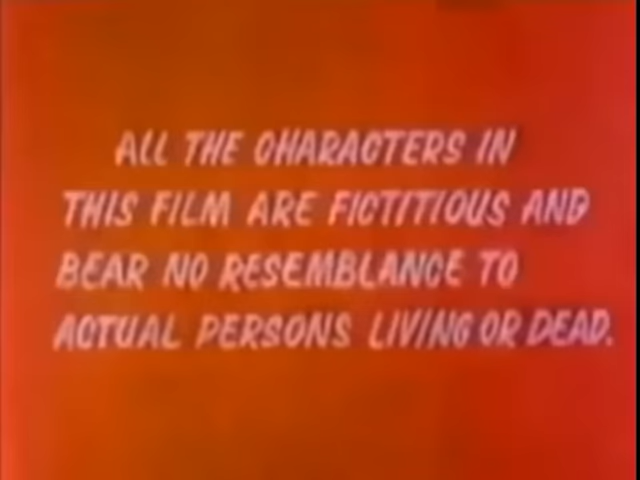 ALL THE CHARACTERS IN
THIS FILM ARE FICTITIOUS AND
BEAR NO RESEMBLANCE TO
ACTUAL PERSONS LIVING OR DEAD.